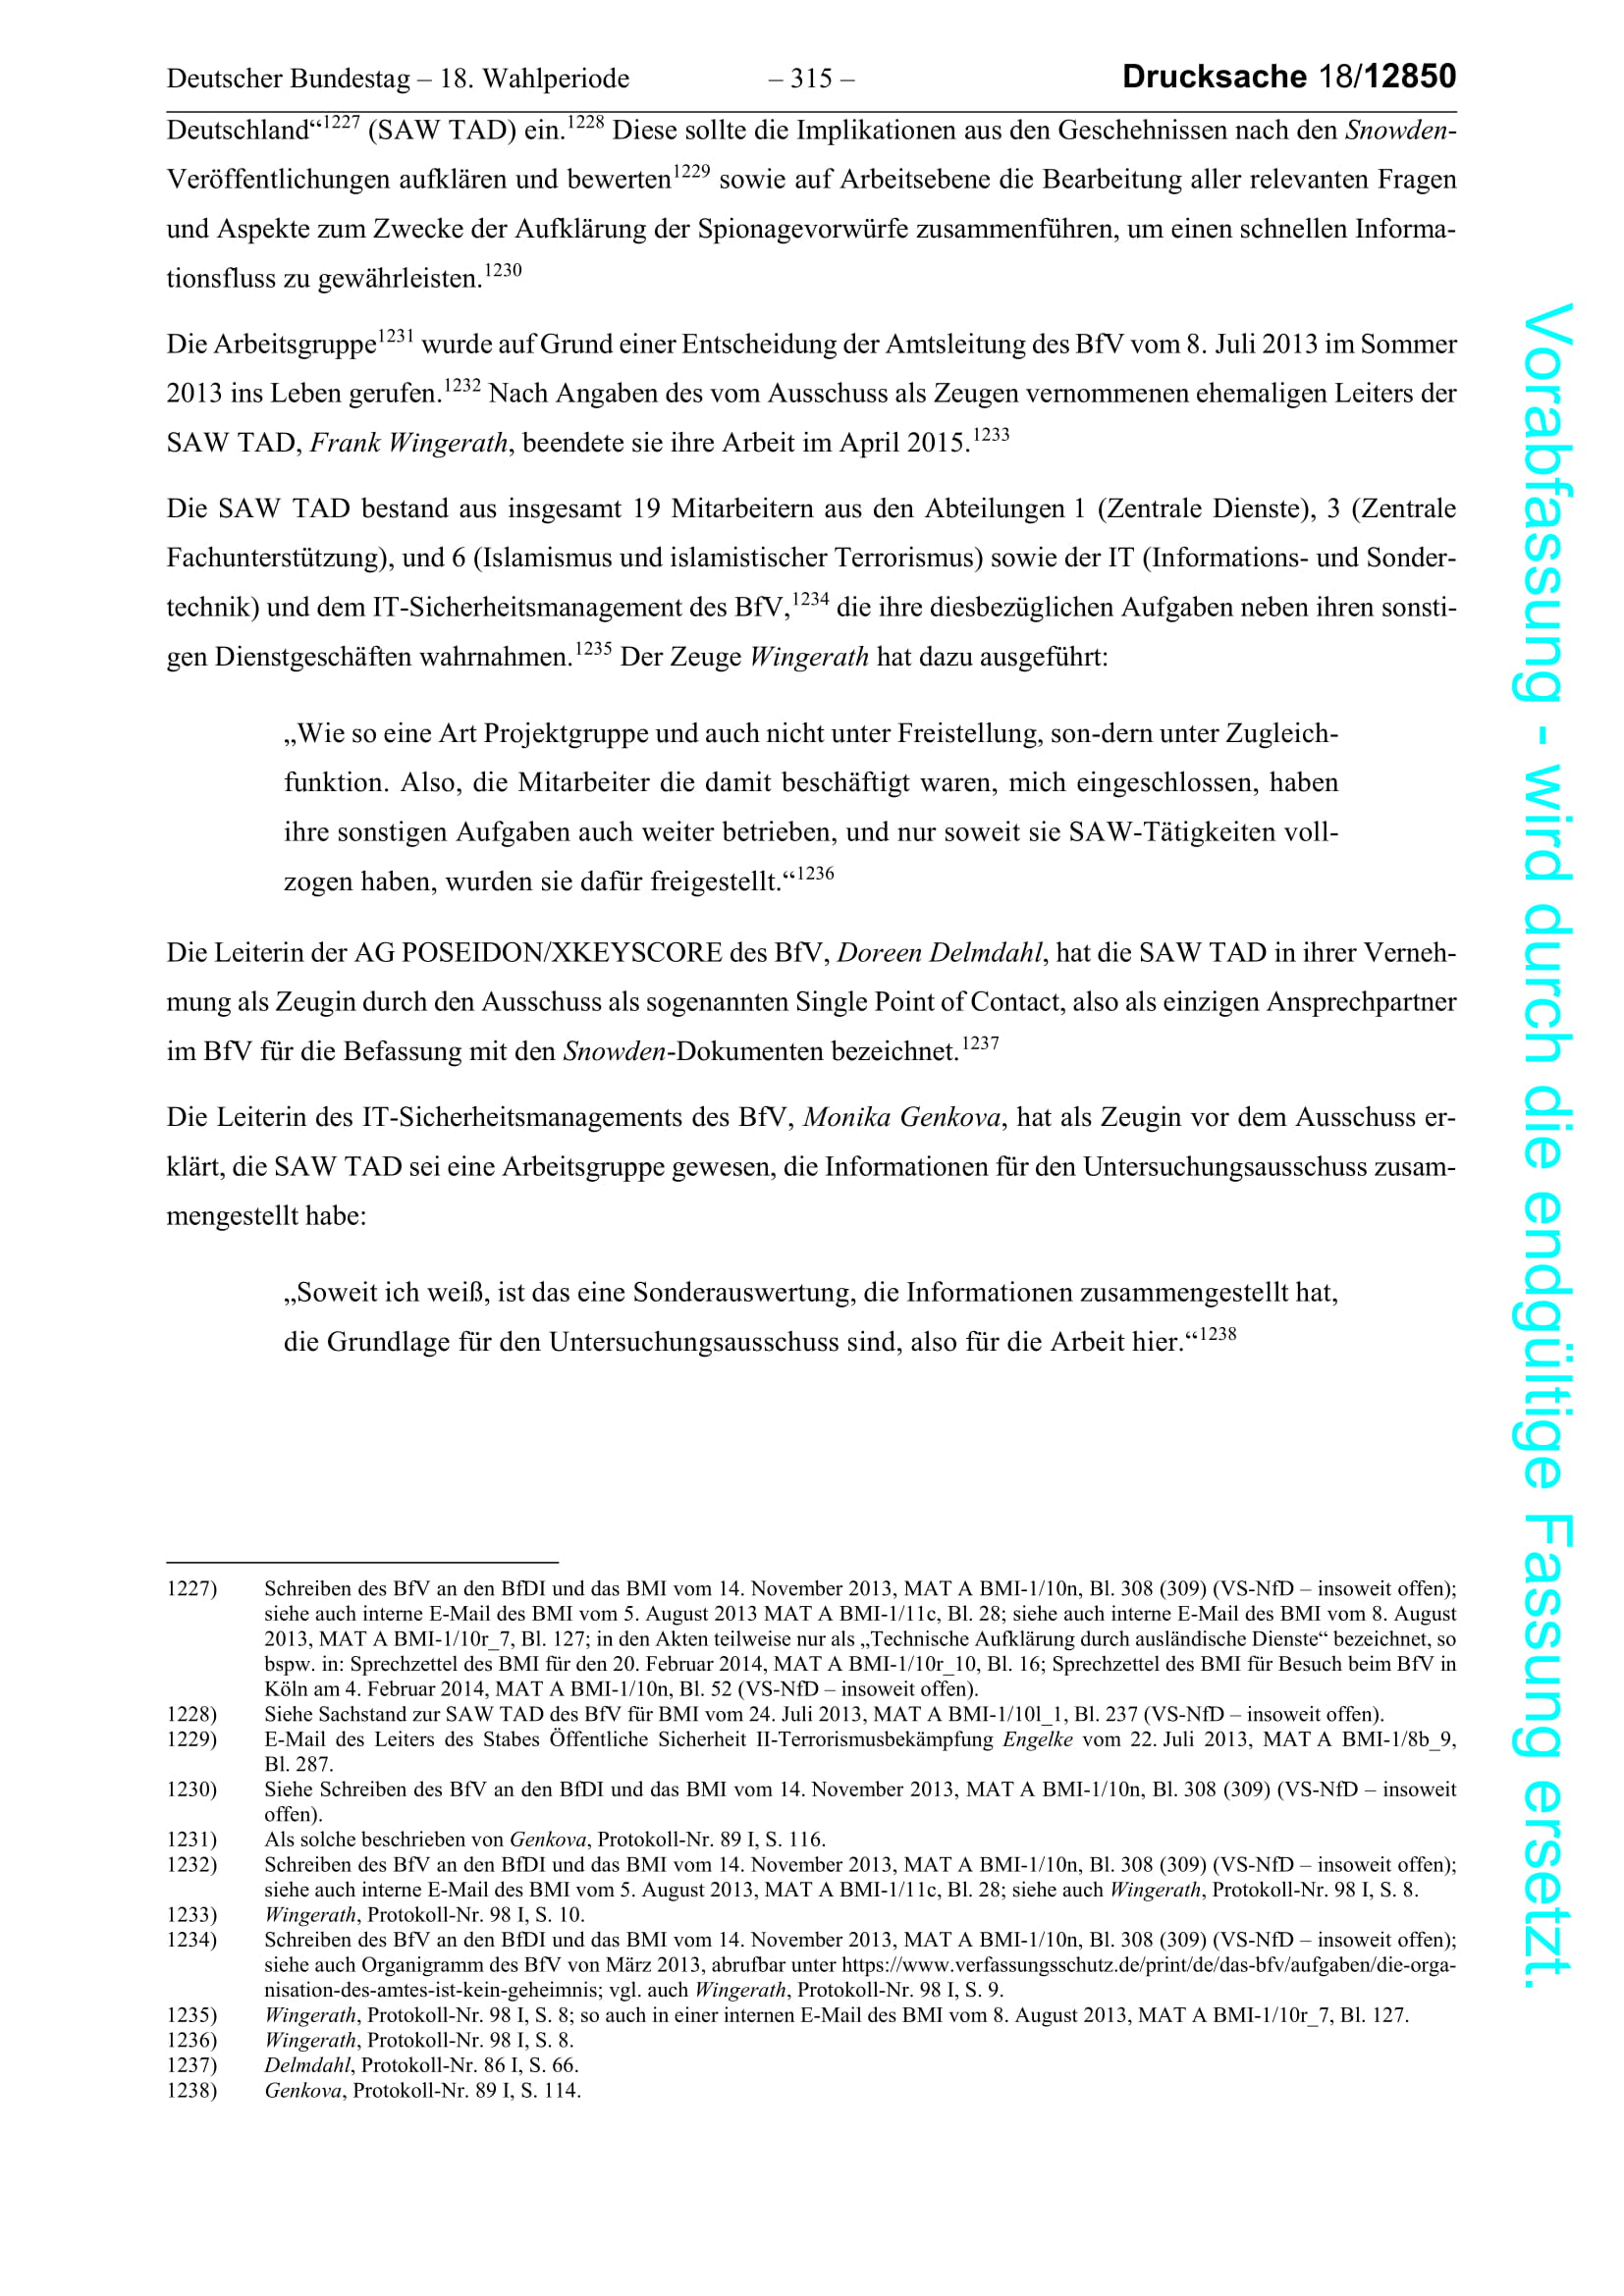 Deutscher Bundestag – 18. Wahlperiode – 315 – Drucksache 18/12850
Deutschland“1227 (SAW TAD) ein.1228 Diese sollte die Implikationen aus den Geschehnissen nach den Snowden-
Veröffentlichungen aufklären und bewerten1229 sowie auf Arbeitsebene die Bearbeitung aller relevanten Fragen
und Aspekte zum Zwecke der Aufklärung der Spionagevorwürfe zusammenführen, um einen schnellen Informa-
tionsfluss zu gewährleisten.1230
Die Arbeitsgruppe1231 wurde auf Grund einer Entscheidung der Amtsleitung des BfV vom 8. Juli 2013 im Sommer
2013 ins Leben gerufen.1232 Nach Angaben des vom Ausschuss als Zeugen vernommenen ehemaligen Leiters der
SAW TAD, Frank Wingerath, beendete sie ihre Arbeit im April 2015.1233
Die SAW TAD bestand aus insgesamt 19 Mitarbeitern aus den Abteilungen 1 (Zentrale Dienste), 3 (Zentrale
Fachunterstützung), und 6 (Islamismus und islamistischer Terrorismus) sowie der IT (Informations- und Sonder-
technik) und dem IT-Sicherheitsmanagement des BfV,1234 die ihre diesbezüglichen Aufgaben neben ihren sonsti-
gen Dienstgeschäften wahrnahmen.1235 Der Zeuge Wingerath hat dazu ausgeführt:
„Wie so eine Art Projektgruppe und auch nicht unter Freistellung, son-dern unter Zugleich-
funktion. Also, die Mitarbeiter die damit beschäftigt waren, mich eingeschlossen, haben
ihre sonstigen Aufgaben auch weiter betrieben, und nur soweit sie SAW-Tätigkeiten voll-
zogen haben, wurden sie dafür freigestellt.“1236
Die Leiterin der AG POSEIDON/XKEYSCORE des BfV, Doreen Delmdahl, hat die SAW TAD in ihrer Verneh-
mung als Zeugin durch den Ausschuss als sogenannten Single Point of Contact, also als einzigen Ansprechpartner
im BfV für die Befassung mit den Snowden-Dokumenten bezeichnet.1237
Die Leiterin des IT-Sicherheitsmanagements des BfV, Monika Genkova, hat als Zeugin vor dem Ausschuss er-
klärt, die SAW TAD sei eine Arbeitsgruppe gewesen, die Informationen für den Untersuchungsausschuss zusam-
mengestellt habe:
„Soweit ich weiß, ist das eine Sonderauswertung, die Informationen zusammengestellt hat,
die Grundlage für den Untersuchungsausschuss sind, also für die Arbeit hier.“1238
1227) Schreiben des BfV an den BfDI und das BMI vom 14. November 2013, MAT A BMI-1/10n, Bl. 308 (309) (VS-NfD – insoweit offen);
siehe auch interne E-Mail des BMI vom 5. August 2013 MAT A BMI-1/11c, Bl. 28; siehe auch interne E-Mail des BMI vom 8. August
2013, MAT A BMI-1/10r_7, Bl. 127; in den Akten teilweise nur als „Technische Aufklärung durch ausländische Dienste“ bezeichnet, so
bspw. in: Sprechzettel des BMI für den 20. Februar 2014, MAT A BMI-1/10r_10, Bl. 16; Sprechzettel des BMI für Besuch beim BfV in
Köln am 4. Februar 2014, MAT A BMI-1/10n, Bl. 52 (VS-NfD – insoweit offen).
1228) Siehe Sachstand zur SAW TAD des BfV für BMI vom 24. Juli 2013, MAT A BMI-1/10l_1, Bl. 237 (VS-NfD – insoweit offen).
1229) E-Mail des Leiters des Stabes Öffentliche Sicherheit II-Terrorismusbekämpfung Engelke vom 22. Juli 2013, MAT A BMI-1/8b_9,
Bl. 287.
1230) Siehe Schreiben des BfV an den BfDI und das BMI vom 14. November 2013, MAT A BMI-1/10n, Bl. 308 (309) (VS-NfD – insoweit
offen).
1231) Als solche beschrieben von Genkova, Protokoll-Nr. 89 I, S. 116.
1232) Schreiben des BfV an den BfDI und das BMI vom 14. November 2013, MAT A BMI-1/10n, Bl. 308 (309) (VS-NfD – insoweit offen);
siehe auch interne E-Mail des BMI vom 5. August 2013, MAT A BMI-1/11c, Bl. 28; siehe auch Wingerath, Protokoll-Nr. 98 I, S. 8.
1233) Wingerath, Protokoll-Nr. 98 I, S. 10.
1234) Schreiben des BfV an den BfDI und das BMI vom 14. November 2013, MAT A BMI-1/10n, Bl. 308 (309) (VS-NfD – insoweit offen);
siehe auch Organigramm des BfV von März 2013, abrufbar unter https://www.verfassungsschutz.de/print/de/das-bfv/aufgaben/die-orga-
nisation-des-amtes-ist-kein-geheimnis; vgl. auch Wingerath, Protokoll-Nr. 98 I, S. 9.
1235) Wingerath, Protokoll-Nr. 98 I, S. 8; so auch in einer internen E-Mail des BMI vom 8. August 2013, MAT A BMI-1/10r_7, Bl. 127.
1236) Wingerath, Protokoll-Nr. 98 I, S. 8.
1237) Delmdahl, Protokoll-Nr. 86 I, S. 66.
1238) Genkova, Protokoll-Nr. 89 I, S. 114.
Vorabfassung - wird durch die endgültige Fassung ersetzt.